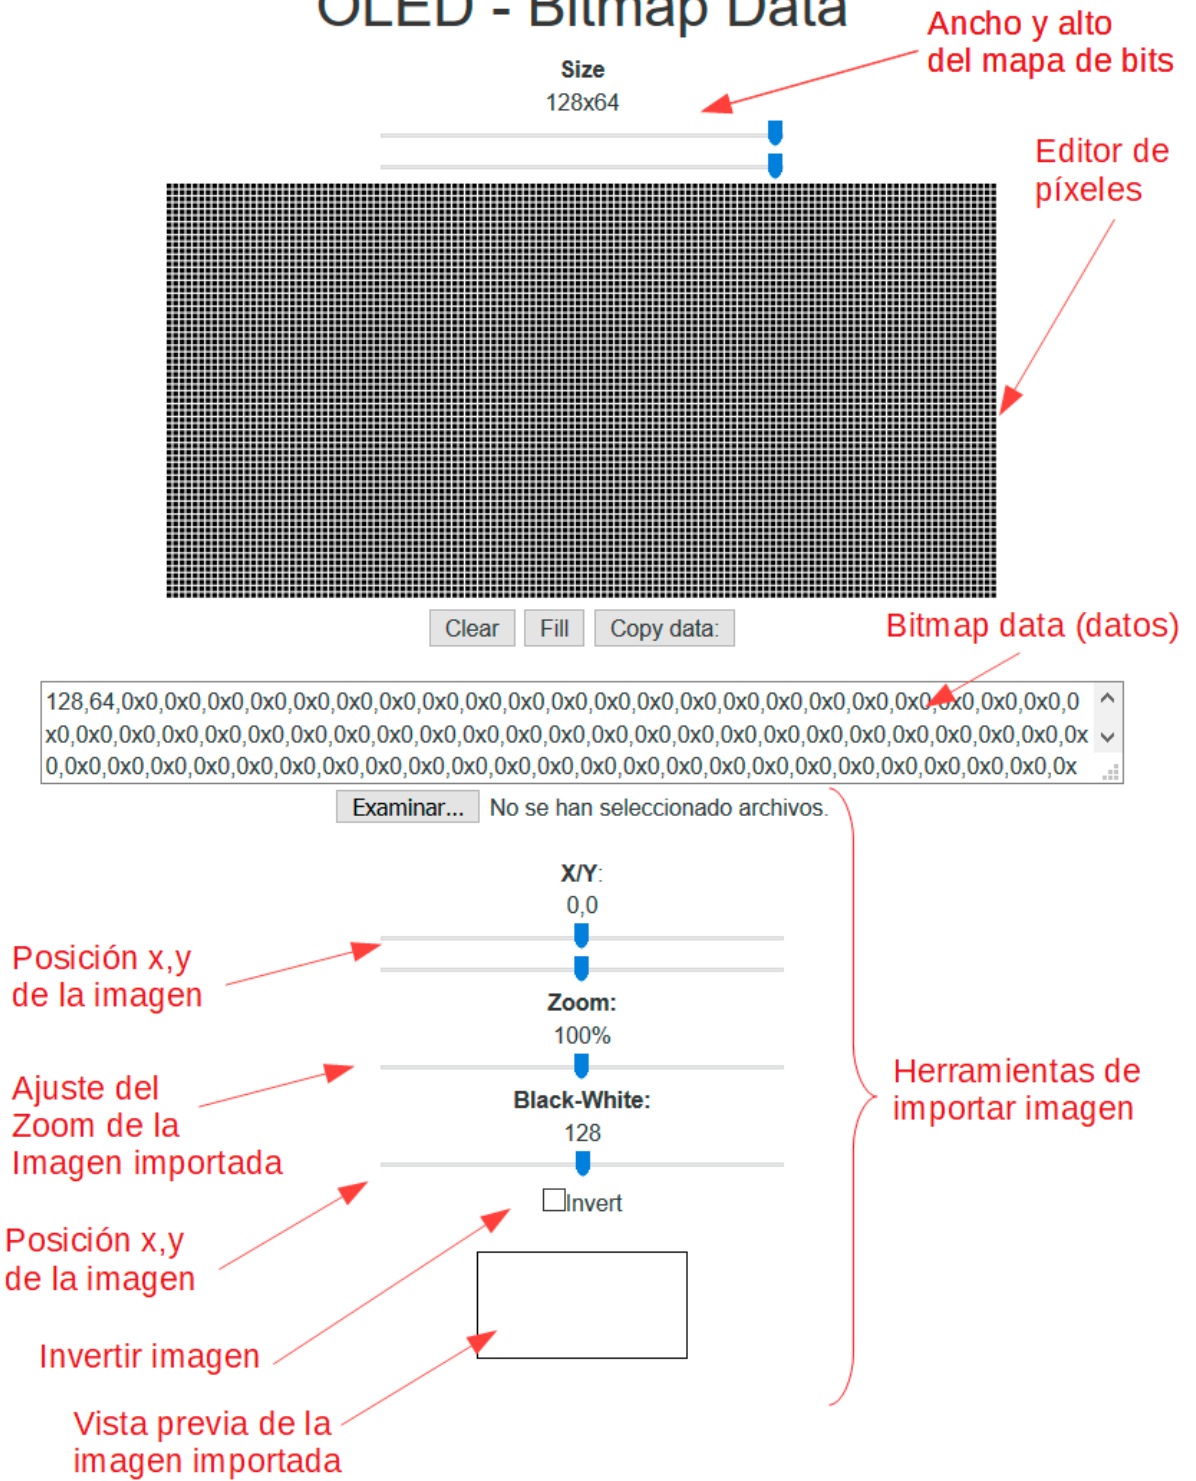 OLED - Bitmap Data
Ancho y alto
del mapa de bits
Size
128x64
Editor de
píxeles
Clear
Fill
Copy data:
Bitmap data (datos)
128,64,0x0,0x0,0x0,0x0,0x0,0x0,0x0,0x0,0x0,0x0,0x0,0x0,0x0,0x0,0x0,0x0,0x0,0x0,0x0,0x0,0x0,0x0,0
x0,0x0,0x0,0x0,0x0,0x0,0x0,0x0,0x0,0x0,0x0,0x0,0x0,0x0,0x0,0x0,0x0,0x0,0x0,0x0,0x0,0x0,0x0,0x0,0x
0,0x0,0x0,0x0,0x0,0x0,0x0,0x0,0x0,0x0,0x0,0x0,0x0,0x0,0x0,0x0,0x0,0x0,0x0,0x0,0x0,0x0,0x0,0x0,0x
Examinar...
No se han seleccionado archivos.
X/Y:
0,0
Posición x,y
de la imagen
Zoom:
100%
Ajuste del
Zoom de la
Imagen importada
Black-White:
128
Herramientas de
importar imagen
Invert
Posición x,y
de la imagen
Invertir imagen
Vista previa de la
imagen importada